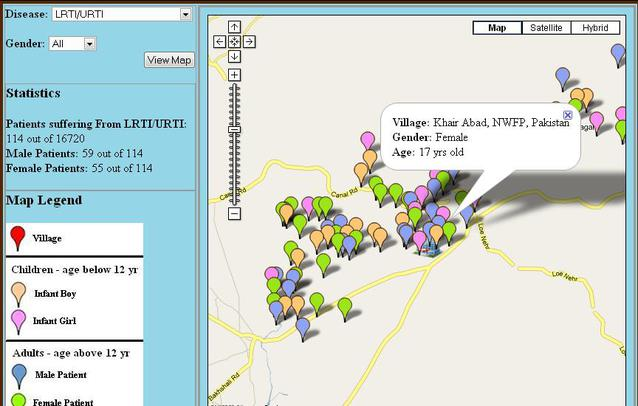 Disease: LRTI/URTI
Gender: All
View Map
Statistics
Patients suffering From LRTI/URTI:
114 out of 16720
Male Patients: 59 out of 114
Female Patients: 55 out of 114
Map Legend
Village
Children - age below 12 yr
Infant Boy
Infant Girl
Adults - age above 12 yr
Male Patient
Female Patient
Map Satellite Hybrid
Village: Khair Abad, NWFP, Pakistan
Gender: Female
Age: 17 yrs old
Canal Rd
Canal Rd
Loe Nehr
Loe Nehr
Bakhshali Rd